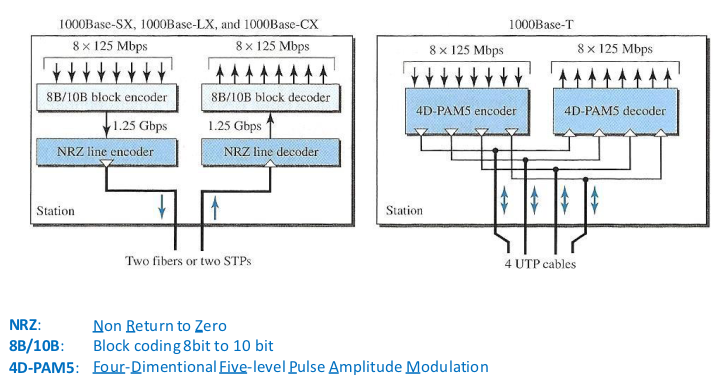 1000Base-SX, 1000Base-LX, and 1000Base-CX
8 × 125 Mbps
8 × 125 Mbps
8B/10B block encoder
8B/10B block decoder
1.25 Gbps
1.25 Gbps
NRZ line encoder
NRZ line decoder
Station
Two fibers or two STPs
1000Base-T
8 × 125 Mbps
8 × 125 Mbps
4D-PAM5 encoder
4D-PAM5 decoder
Station
4 UTP cables
NRZ: Non Return to Zero
8B/10B: Block coding 8bit to 10 bit
4D-PAM5: Four-Dimentional Five-level Pulse Amplitude Modulation